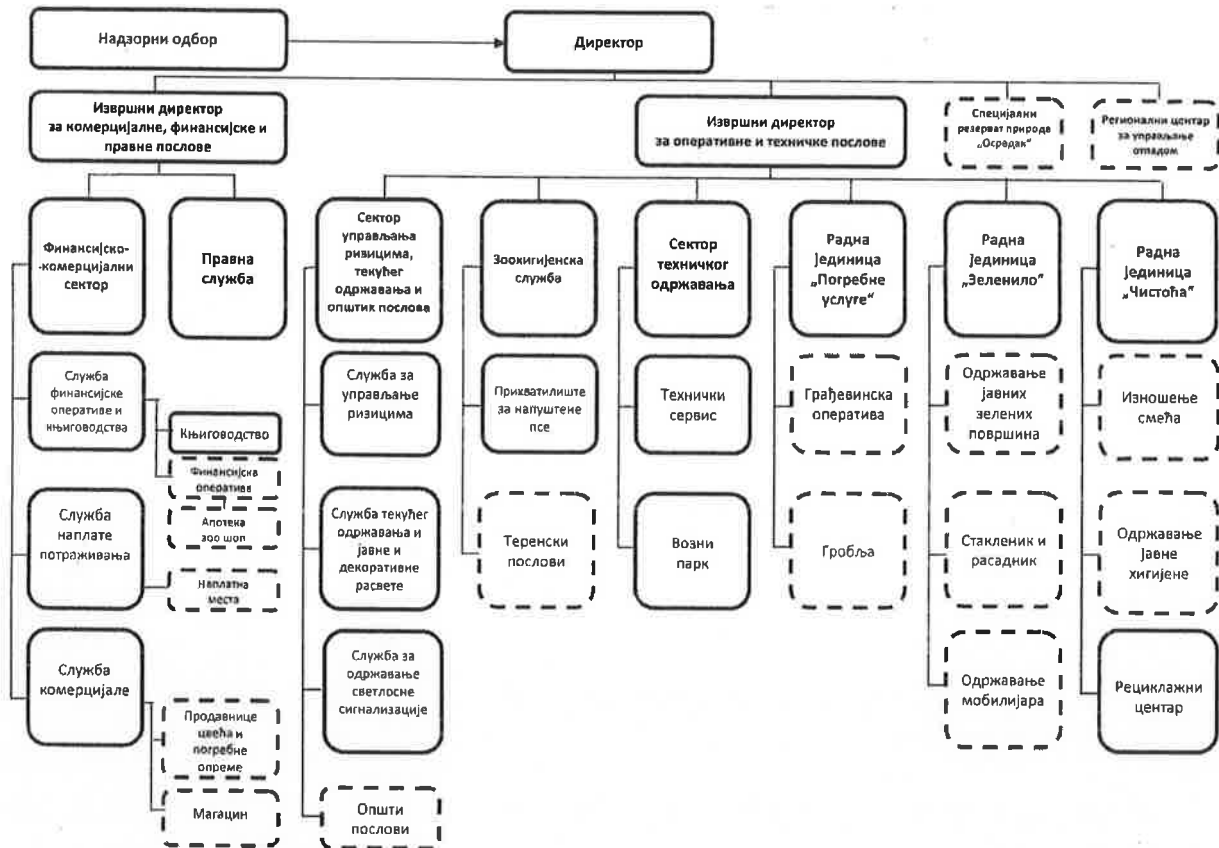 Надзорни одбор
Директор
Извршни директор
за комерцијалне, финансијске и
правне послове
Извршни директор
за оперативне и техничке послове
Специјални
резерват природе
„Осредак“
Регионални центар
за управљање
отпадом
Финансијско-
-комерцијални
сектор
Правна
служба
Сектор
управљања
ризицима,
текућег
одржавања и
општих послова
Зоохигијенска
служба
Сектор
техничког
одржавања
Радна
јединица
„Погребне
услуге“
Радна
јединица
„Зеленило”
Радна
јединица
„Чистоћа”
Служба
финансијске
оперативе и
књиговодства
Књиговодство
Финансијска
оператива
Апотека
зоо шоп
Служба
наплате
потраживања
Наплатна
места
Служба
комерцијале
Продавнице
цвећа и
погребне
опреме
Магацин
Служба за
управљање
ризицима
Служба текућег
одржавања и
јавне и
декоративне
расвете
Служба за
одржавање
светлосне
сигнализације
Општи
послови
Прихватилиште
за напуштене
псе
Теренски
послови
Технички
сервис
Возни
парк
Грађевинска
оператива
Гробља
Одржавање
јавних
зелених
површина
Стакленик и
расадник
Одржавање
мобилијара
Изношење
смећа
Одржавање
јавне
хигијене
Рециклажни
центар